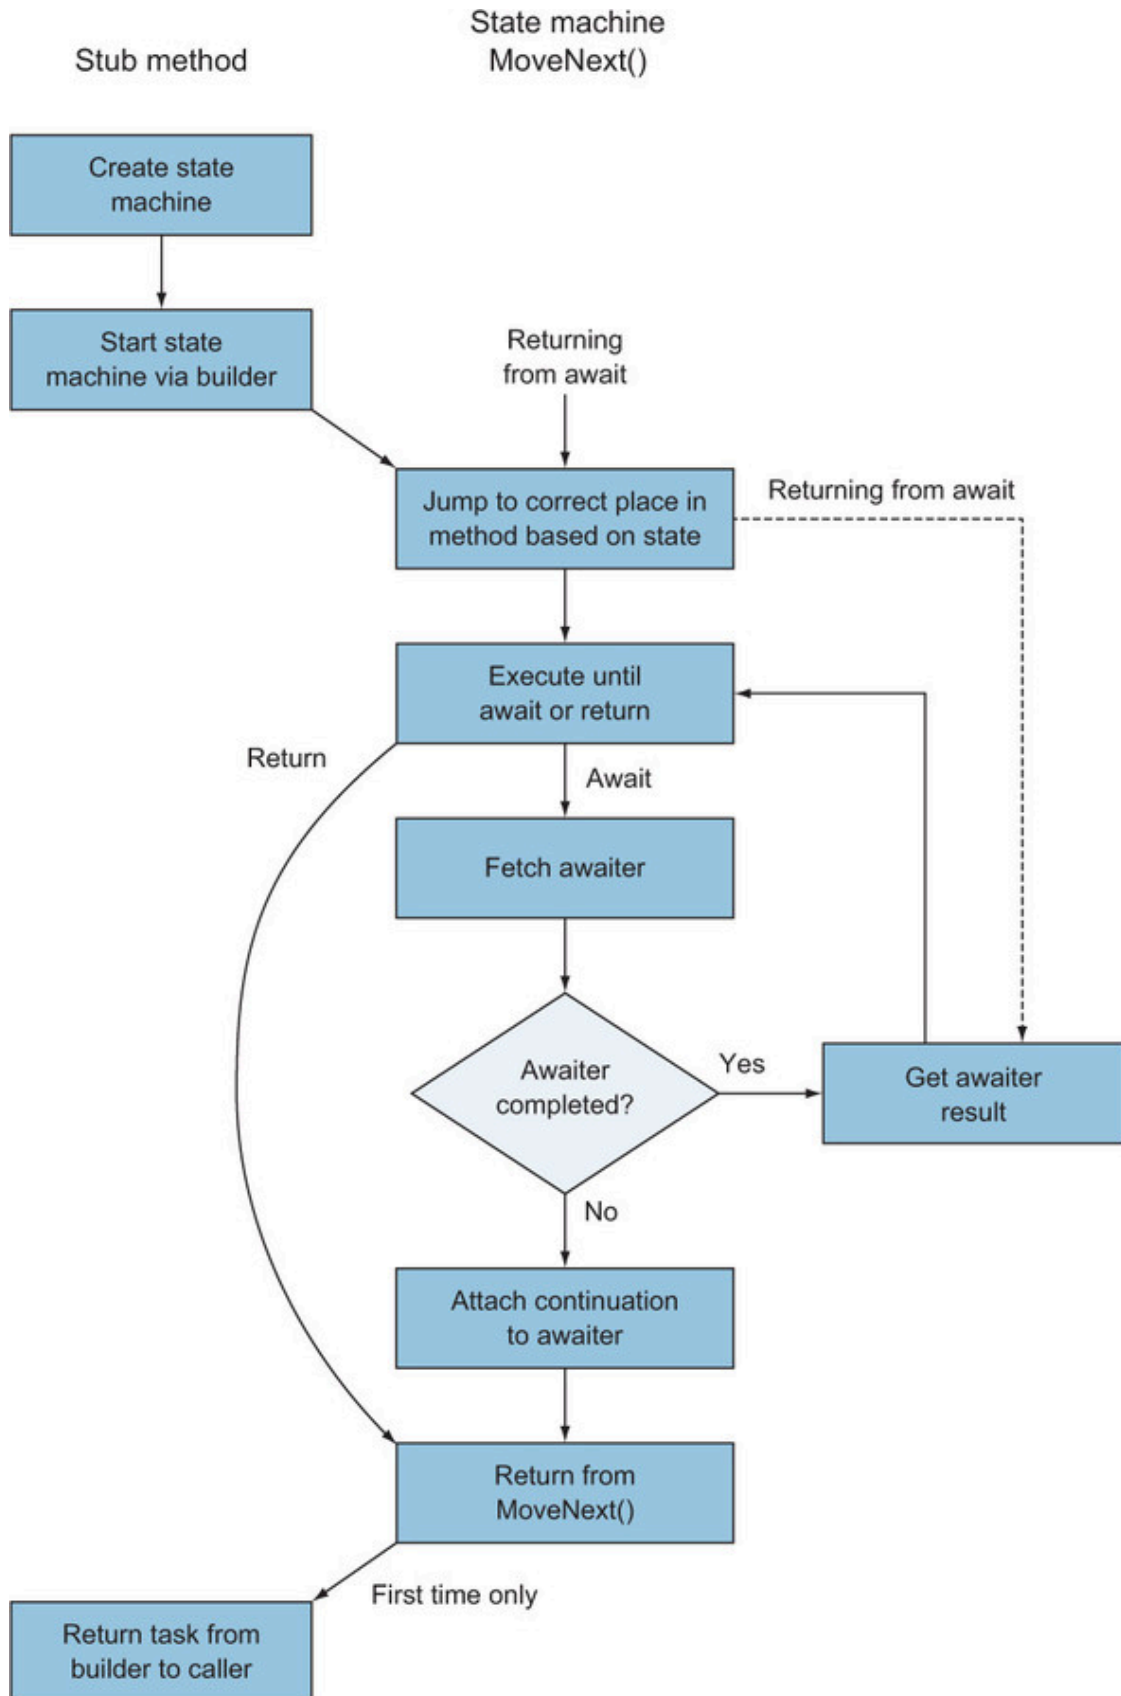 Stub method
State machine
MoveNext()
Create state
machine
Start state
machine via builder
Returning
from await
Jump to correct place in
method based on state
Returning from await
Execute until
await or return
Return
Await
Fetch awaiter
Awaiter
completed?
Yes
Get awaiter
result
No
Attach continuation
to awaiter
Return from
MoveNext()
First time only
Return task from
builder to caller